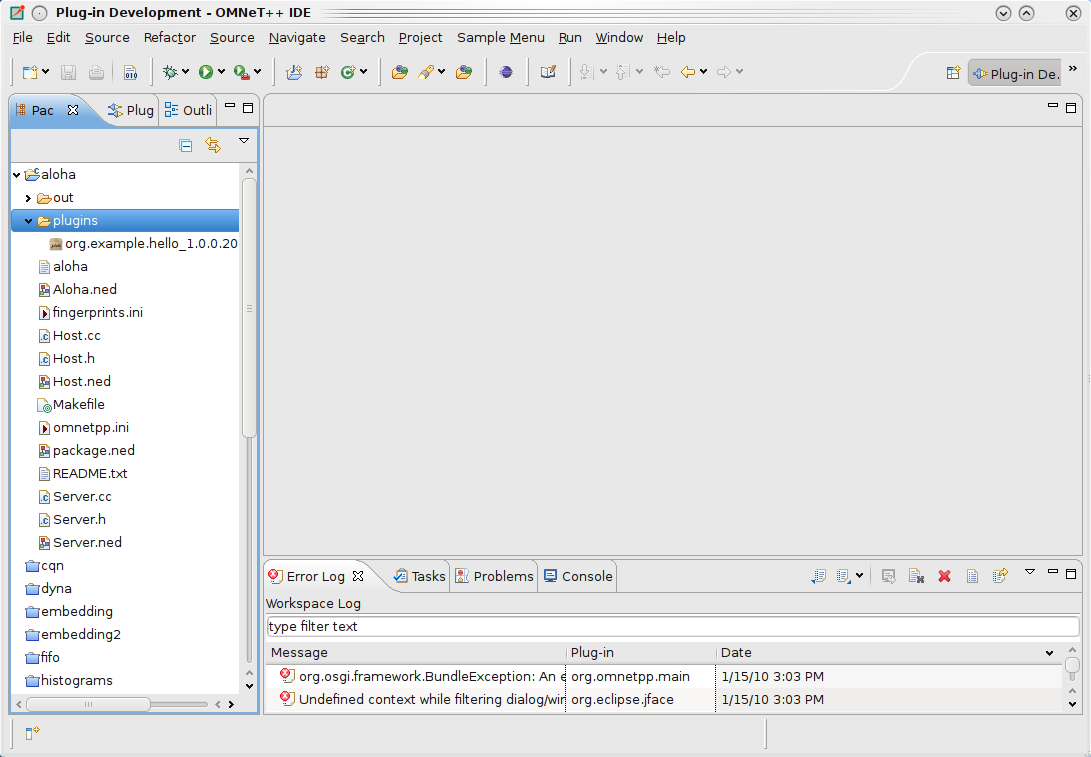 Plug-in Development - OMNeT++ IDE
File Edit Source Refactor Source Navigate Search Project Sample Menu Run Window Help
010
Plug-in De.. »
Pac Plug Outli
aloha
out
plugins
org.example.hello_1.0.0.20
aloha
Aloha.ned
fingerprints.ini
Host.cc
Host.h
Host.ned
Makefile
omnetpp.ini
package.ned
README.txt
Server.cc
Server.h
Server.ned
cqn
dyna
embedding
embedding2
fifo
histograms
Error Log Tasks Problems Console
Workspace Log
type filter text
Message Plug-in Date
org.osgi.framework.BundleException: An e org.omnetpp.main 1/15/10 3:03 PM
Undefined context while filtering dialog/win org.eclipse.jface 1/15/10 3:03 PM